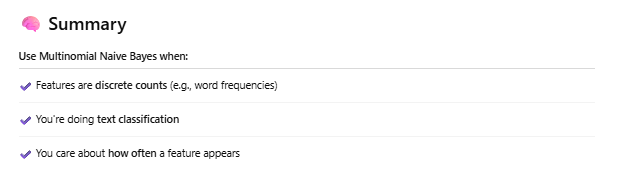 Summary
Use Multinomial Naive Bayes when:
Features are discrete counts (e.g., word frequencies)
You're doing text classification
You care about how often a feature appears